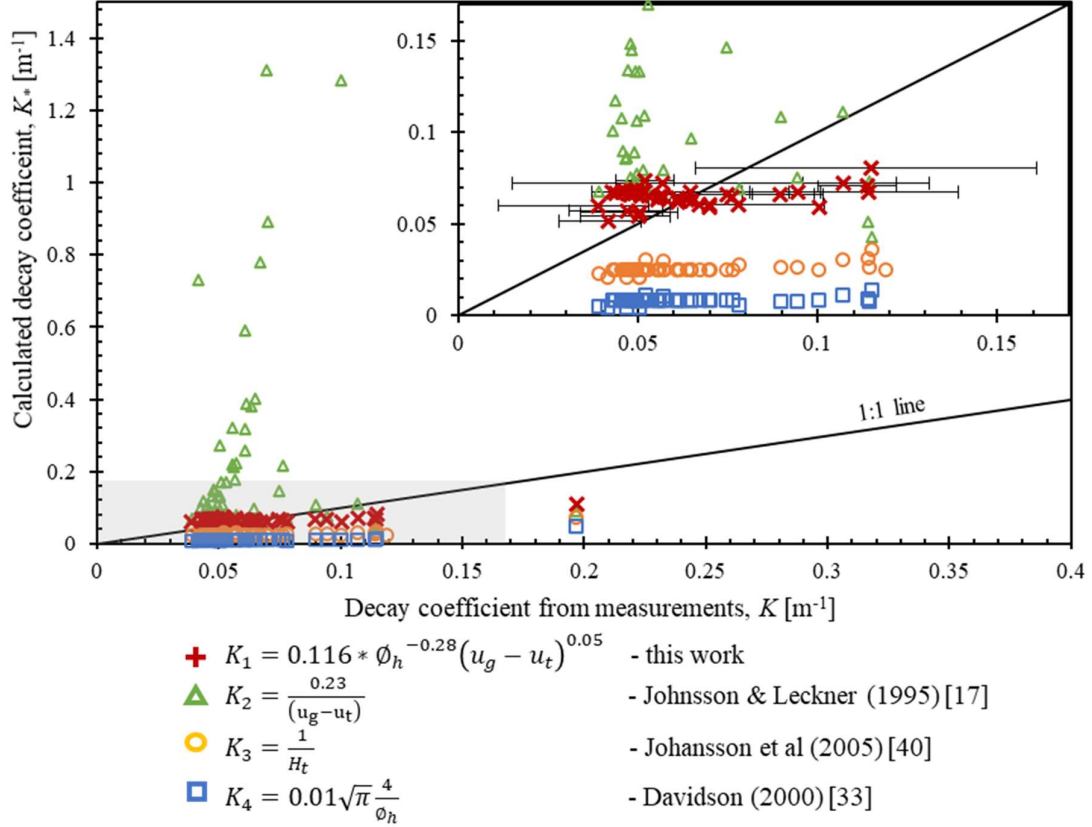 Calculated decay coefficeint, K* [m⁻¹]
1.4
1.2
1
0.8
0.6
0.4
0.2
0
0 0.05 0.1 0.15 0.2 0.25 0.3 0.35 0.4
Decay coefficient from measurements, K [m⁻¹]
0.15
0.1
0.05
0
0 0.05 0.1 0.15
1:1 line
K₁ = 0.116 * Ø_h^−0.28 (u_g − u_t)^0.05 - this work
K₂ = 0.23/(u_g−u_t) - Johnsson & Leckner (1995) [17]
K₃ = 1/H_t - Johansson et al (2005) [40]
K₄ = 0.01√π 4/ø_h - Davidson (2000) [33]